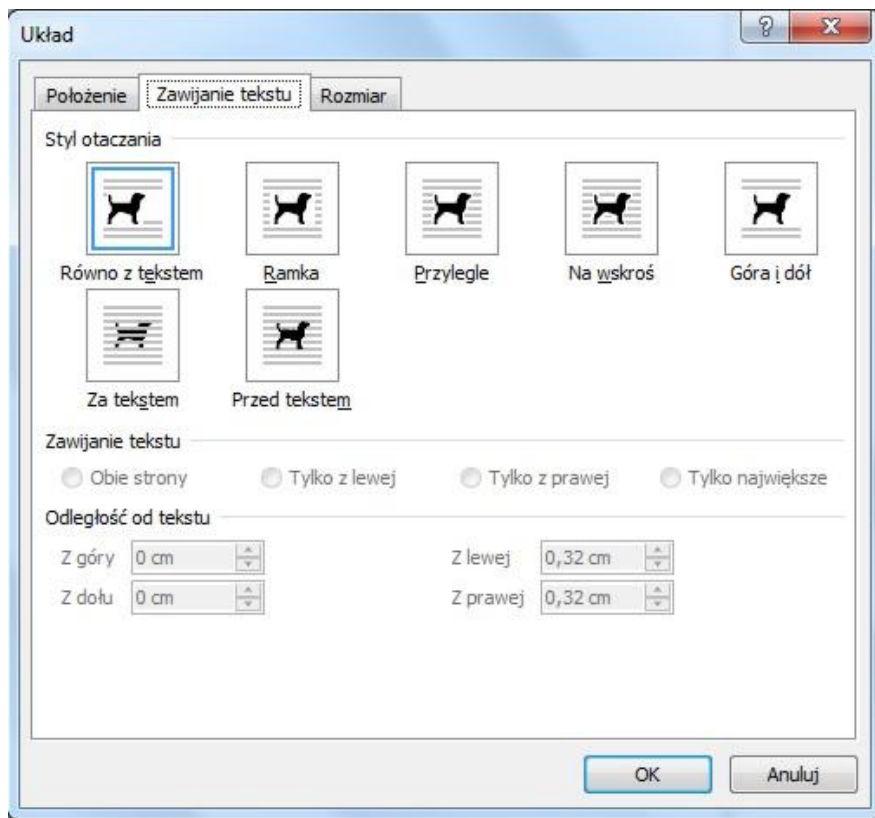 Układ
Położenie Zawijanie tekstu Rozmiar
Styl otaczania
Równo z tekstem Ramka Przylegle Na wskroś Góra i dół
Za tekstem Przed tekstem
Zawijanie tekstu
Obie strony Tylko z lewej Tylko z prawej Tylko największe
Odległość od tekstu
Z góry 0 cm Z lewej 0,32 cm
Z dołu 0 cm Z prawej 0,32 cm
OK Anuluj